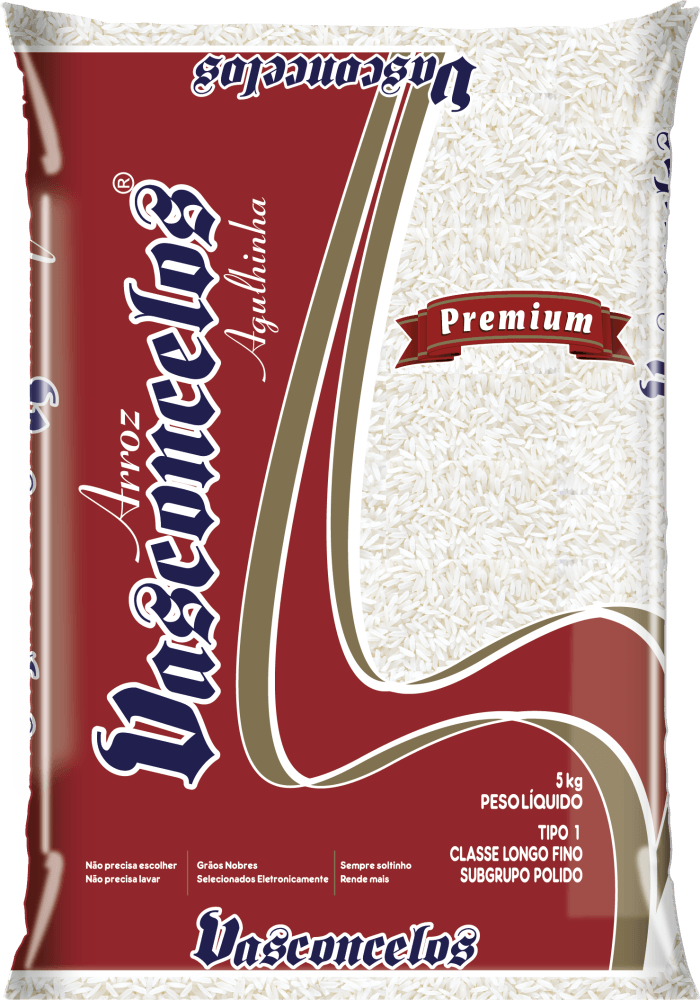 Vasconcelos
Arroz
Vasconcelos®
Agulhinha
Premium
5 kg
PESO LÍQUIDO
TIPO 1
CLASSE LONGO FINO
SUBGRUPO POLIDO
Não precisa escolher
Não precisa lavar
Grãos Nobres
Selecionados Eletronicamente
Sempre soltinho
Rende mais
Vasconcelos